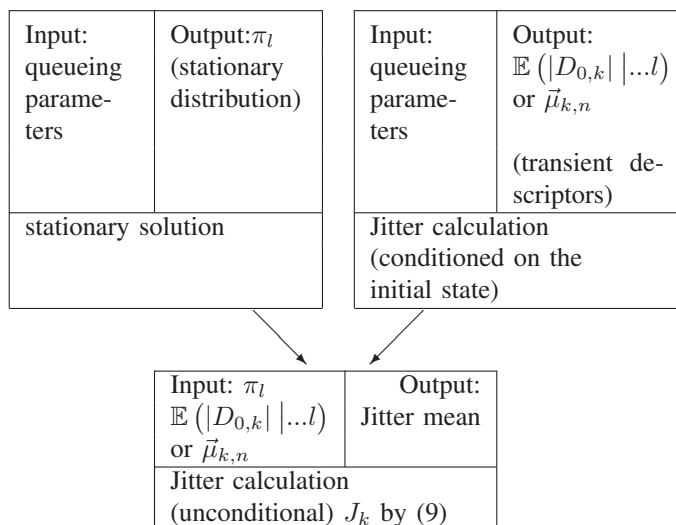 Input:
queueing
parame-
ters
Output:π_l
(stationary
distribution)
stationary solution
Input:
queueing
parame-
ters
Output:
𝔼 (|D_{0,k}| |...l)
or \vec{μ}_{k,n}
(transient de-
scriptors)
Jitter calculation
(conditioned on the
initial state)
Input: π_l
𝔼 (|D_{0,k}| |...l)
or \vec{μ}_{k,n}
Output:
Jitter mean
Jitter calculation
(unconditional) J_k by (9)